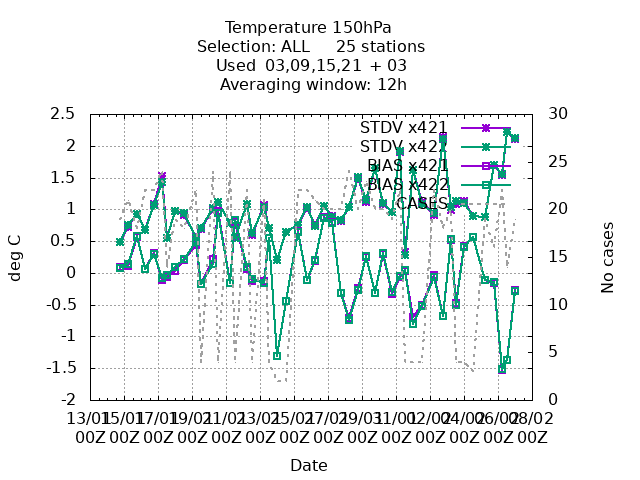 Temperature 150hPa
Selection: ALL 25 stations
Used 03,09,15,21 + 03
Averaging window: 12h
2.5
2
1.5
1
0.5
0
-0.5
-1
-1.5
-2
deg C
30
25
20
15
10
5
0
No cases
STDV x421
STDV x422
BIAS x421
BIAS x422
CASES
13/01 15/01 17/01 19/01 21/01 23/01 25/01 27/01 29/01 31/01 02/02 04/02 06/02 08/02
00Z 00Z 00Z 00Z 00Z 00Z 00Z 00Z 00Z 00Z 00Z 00Z 00Z 00Z
Date